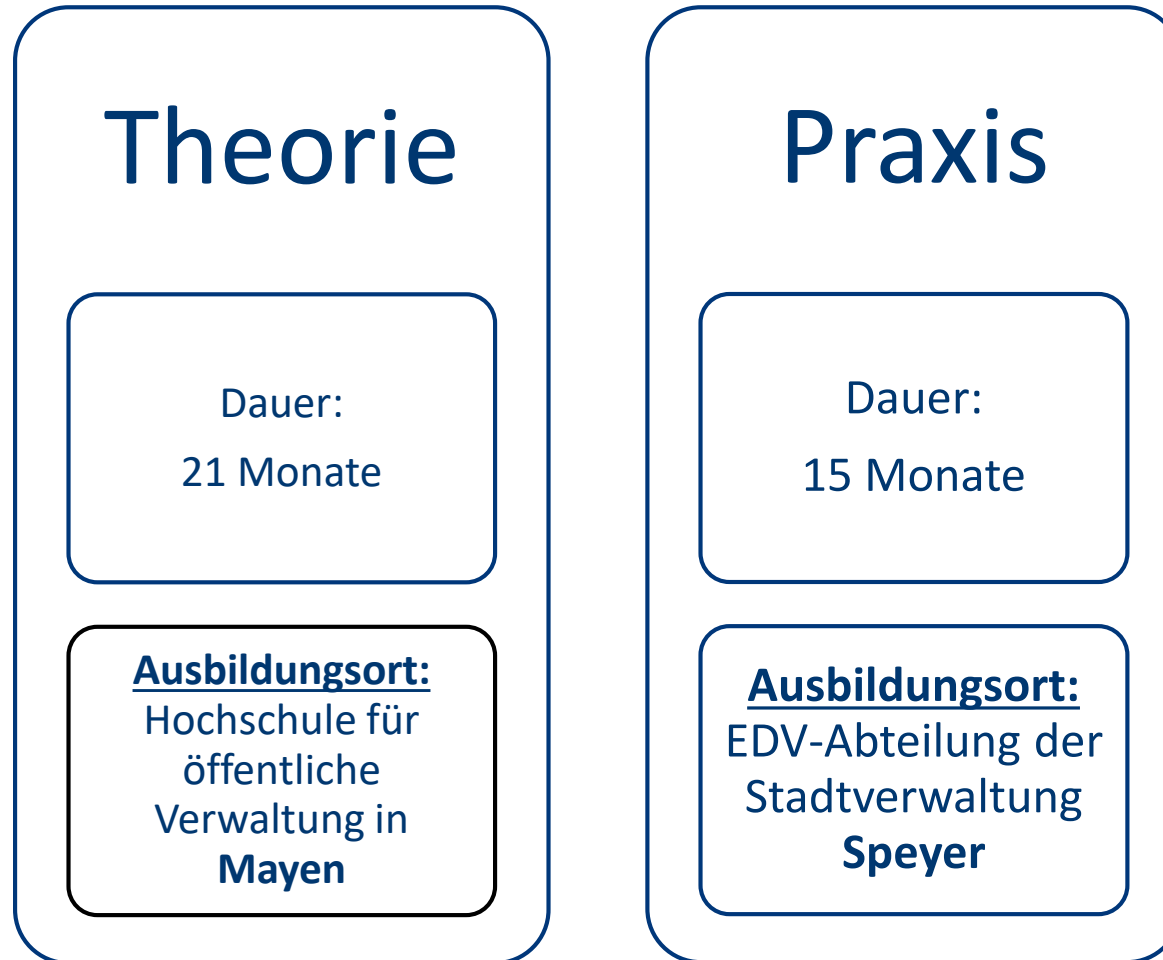 Theorie
Dauer:
21 Monate
Ausbildungsort:
Hochschule für
öffentliche
Verwaltung in
Mayen
Praxis
Dauer:
15 Monate
Ausbildungsort:
EDV-Abteilung der
Stadtverwaltung
Speyer